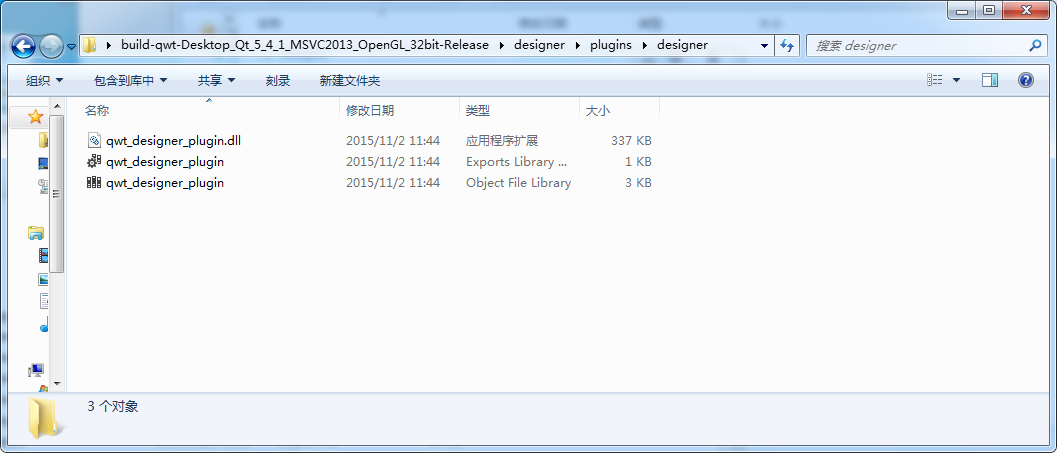 build-qwt-Desktop_Qt_5_4_1_MSVC2013_OpenGL_32bit-Release designer plugins designer 搜索 designer
组织 包含到库中 共享 刻录 新建文件夹
名称 修改日期 类型 大小
qwt_designer_plugin.dll 2015/11/2 11:44 应用程序扩展 337 KB
qwt_designer_plugin 2015/11/2 11:44 Exports Library ... 1 KB
qwt_designer_plugin 2015/11/2 11:44 Object File Library 3 KB
3 个对象